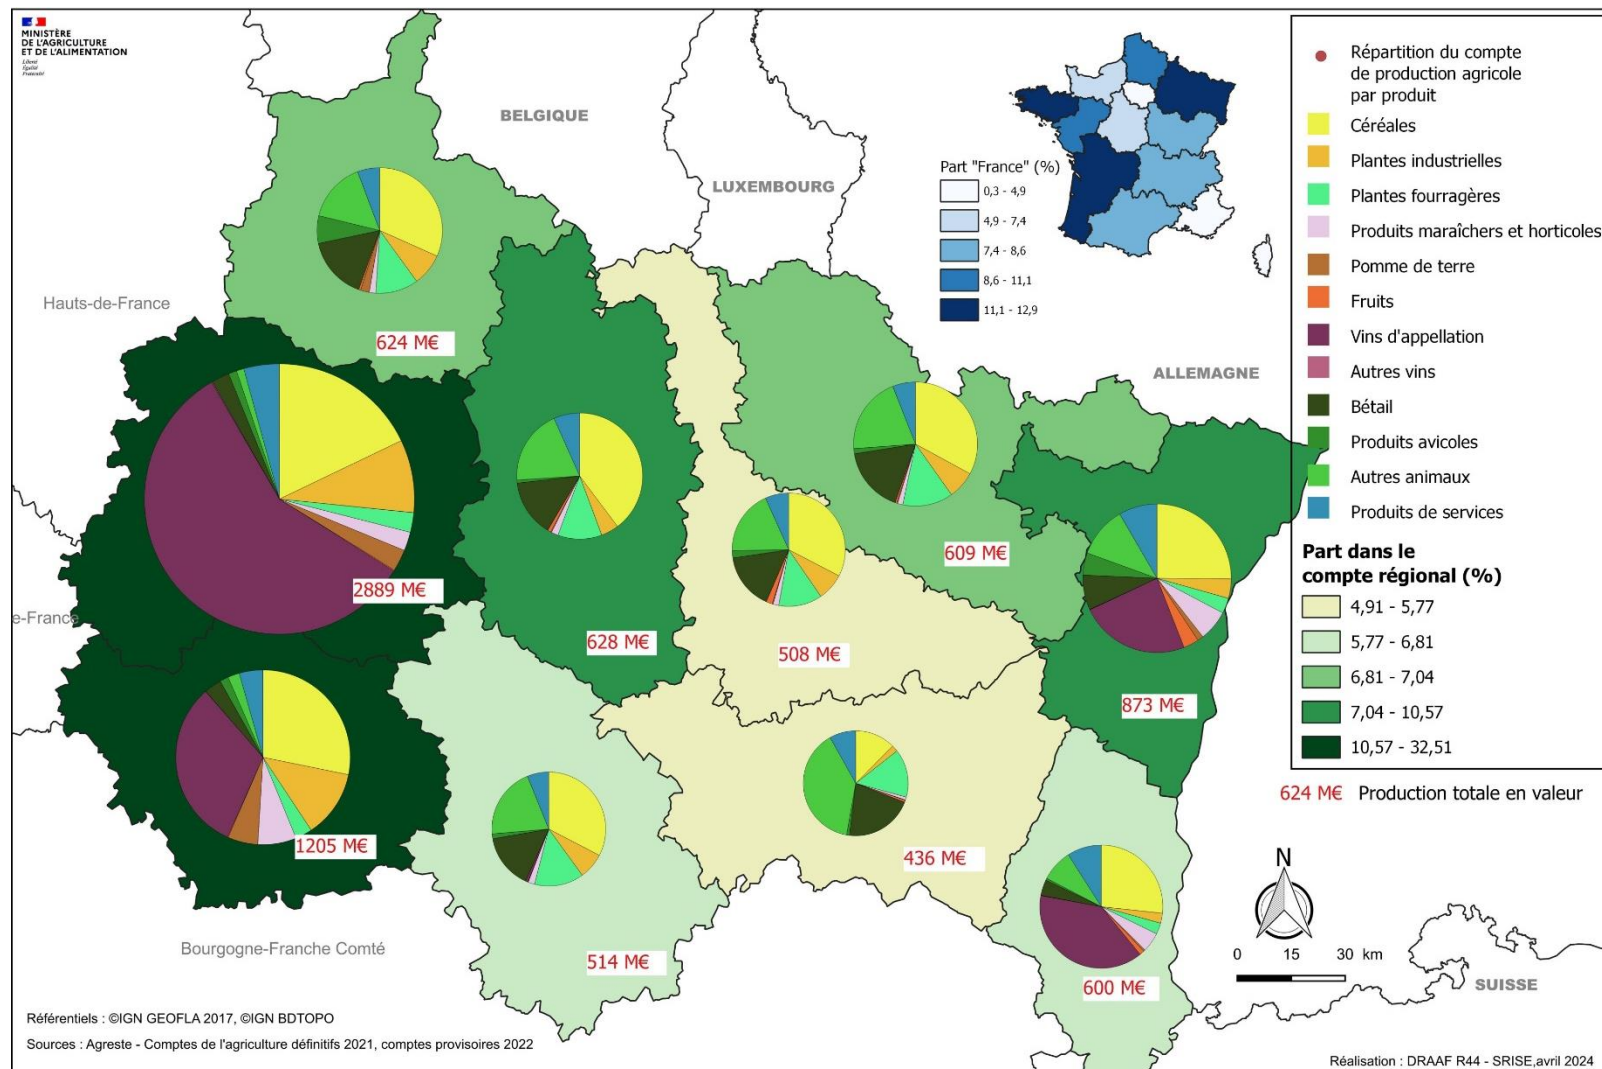 MINISTÈRE
DE L'AGRICULTURE
ET DE L'ALIMENTATION
Liberté
Égalité
Fraternité
BELGIQUE
LUXEMBOURG
ALLEMAGNE
SUISSE
Hauts-de-France
e-France
Bourgogne-Franche Comté
624 M€
2889 M€
628 M€
609 M€
508 M€
873 M€
1205 M€
514 M€
436 M€
600 M€
Part "France" (%)
0,3 - 4,9
4,9 - 7,4
7,4 - 8,6
8,6 - 11,1
11,1 - 12,9
Répartition du compte
de production agricole
par produit
Céréales
Plantes industrielles
Plantes fourragères
Produits maraîchers et horticoles
Pomme de terre
Fruits
Vins d'appellation
Autres vins
Bétail
Produits avicoles
Autres animaux
Produits de services
Part dans le
compte régional (%)
4,91 - 5,77
5,77 - 6,81
6,81 - 7,04
7,04 - 10,57
10,57 - 32,51
624 M€ Production totale en valeur
N
0 15 30 km
Référentiels : ©IGN GEOFLA 2017, ©IGN BDTOPO
Sources : Agreste - Comptes de l'agriculture définitifs 2021, comptes provisoires 2022
Réalisation : DRAAF R44 - SRISE,avril 2024